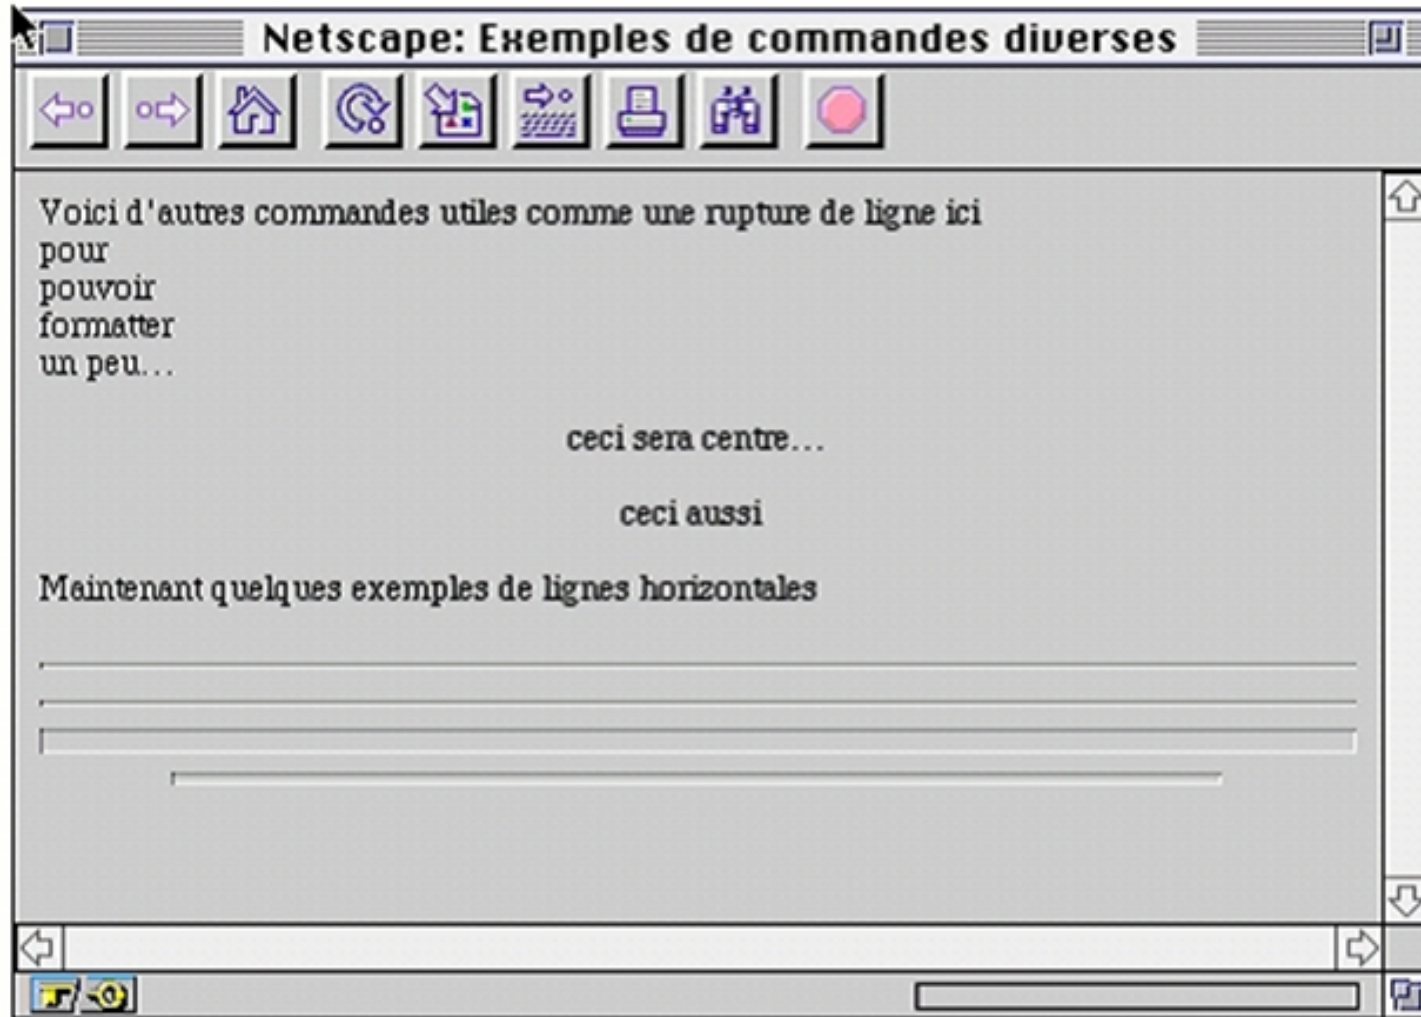 Netscape: Exemples de commandes diverses
Voici d'autres commandes utiles comme une rupture de ligne ici
pour
pouvoir
formatter
un peu...
ceci sera centre...
ceci aussi
Maintenant quelques exemples de lignes horizontales